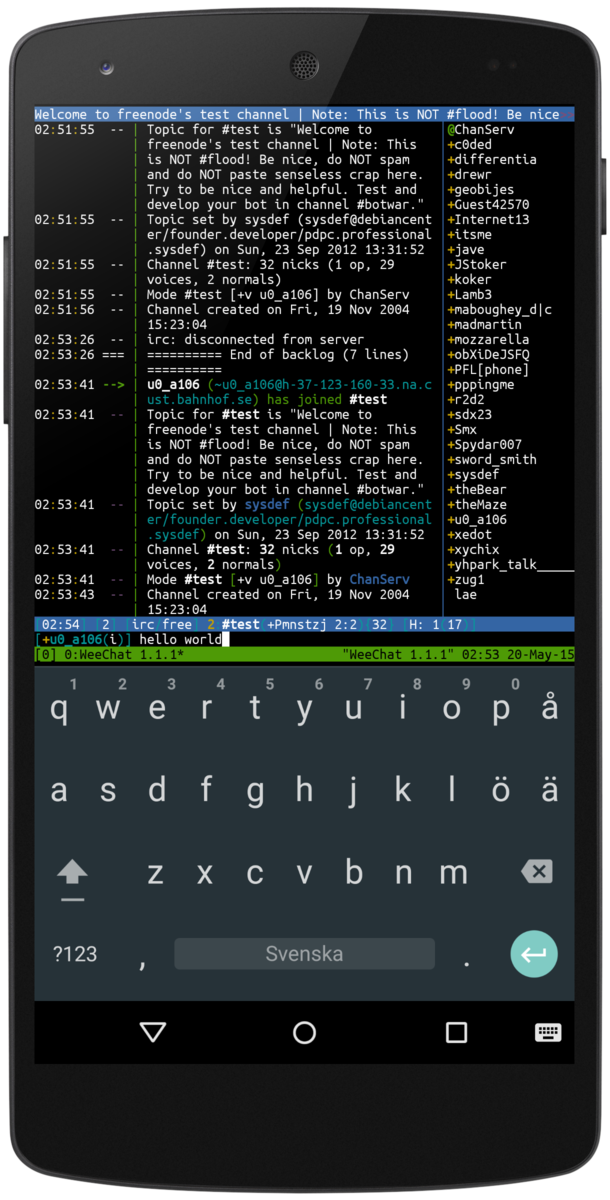 Welcome to freenode's test channel | Note: This is NOT #flood! Be nice
02:51:55 -- | Topic for #test is "Welcome to
freenode's test channel | Note: This
is NOT #flood! Be nice, do NOT spam
and do NOT paste senseless crap here.
Try to be nice and helpful. Test and
develop your bot in channel #botwar."
02:51:55 -- | Topic set by sysdef (sysdef@debiancent
er/founder.developer/pdpc.professional
.sysdef) on Sun, 23 Sep 2012 13:31:52
02:51:55 -- | Channel #test: 32 nicks (1 op, 29
voices, 2 normals)
02:51:55 -- | Mode #test [+v u0_a106] by ChanServ
02:51:56 -- | Channel created on Fri, 19 Nov 2004
15:23:04
02:53:26 -- | irc: disconnected from server
02:53:26 === | ========== End of backlog (7 lines)
==========
02:53:41 --> | u0_a106 (~u0_a106@h-37-123-160-33.na.c
ust.bahnhof.se) has joined #test
02:53:41 -- | Topic for #test is "Welcome to
freenode's test channel | Note: This
is NOT #flood! Be nice, do NOT spam
and do NOT paste senseless crap here.
Try to be nice and helpful. Test and
develop your bot in channel #botwar."
02:53:41 -- | Topic set by sysdef (sysdef@debiancent
er/founder.developer/pdpc.professional
.sysdef) on Sun, 23 Sep 2012 13:31:52
02:53:41 -- | Channel #test: 32 nicks (1 op, 29
voices, 2 normals)
02:53:41 -- | Mode #test [+v u0_a106] by ChanServ
02:53:43 -- | Channel created on Fri, 19 Nov 2004
15:23:04
@ChanServ
+c0ded
+differentia
+drewr
+geobijes
+Guest42570
+Internet13
+itsme
+jave
+JStoker
+koker
+Lamb3
+maboughey_d|c
+madmartin
+mozzarella
+obXiDeJSFQ
+PFL[phone]
+pppingme
+r2d2
+sdx23
+Smx
+Spydar007
+sword_smith
+sysdef
+theBear
+theMaze
+u0_a106
+xedot
+xychix
+yhpark_talk_____
+zug1
lae
[02:54] [2] [irc/free] 2 #test(+Pmnstzj 2:2){32} [H: 1(17)]
[+u0_a106(i)] hello world
[0] 0:WeeChat 1.1.1* "WeeChat 1.1.1" 02:53 20-May-15
1 2 3 4 5 6 7 8 9 0
q w e r t y u i o p å
a s d f g h j k l ö ä
z x c v b n m
?123 , Svenska .